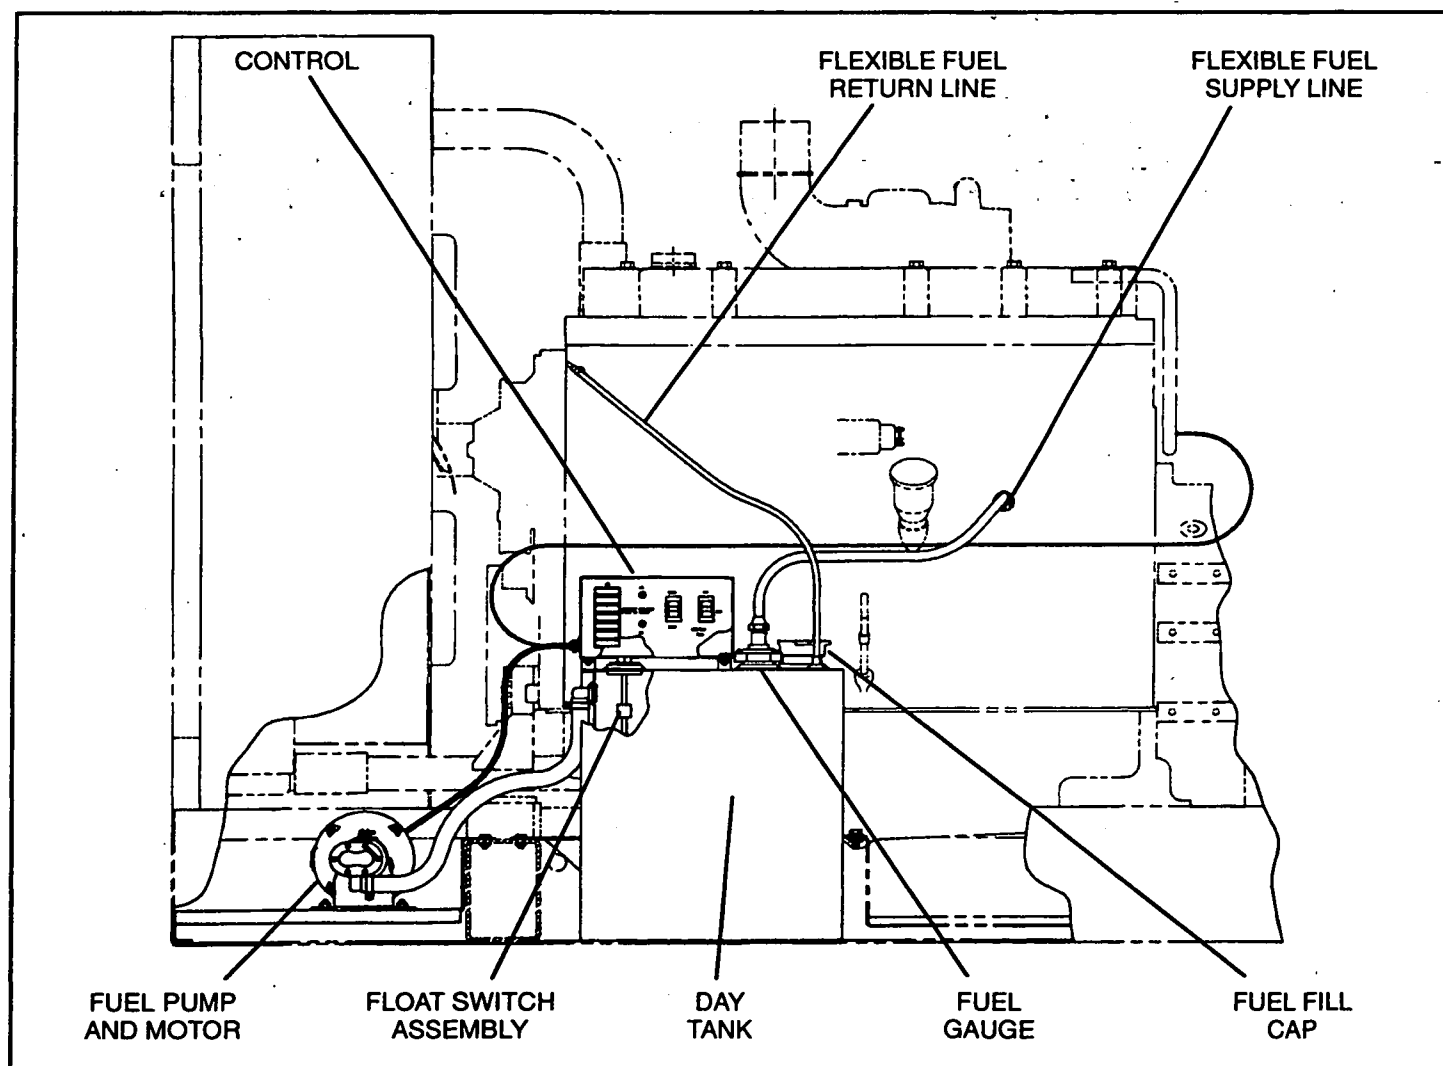 CONTROL
FLEXIBLE FUEL
RETURN LINE
FLEXIBLE FUEL
SUPPLY LINE
FUEL PUMP
AND MOTOR
FLOAT SWITCH
ASSEMBLY
DAY
TANK
FUEL
GAUGE
FUEL FILL
CAP